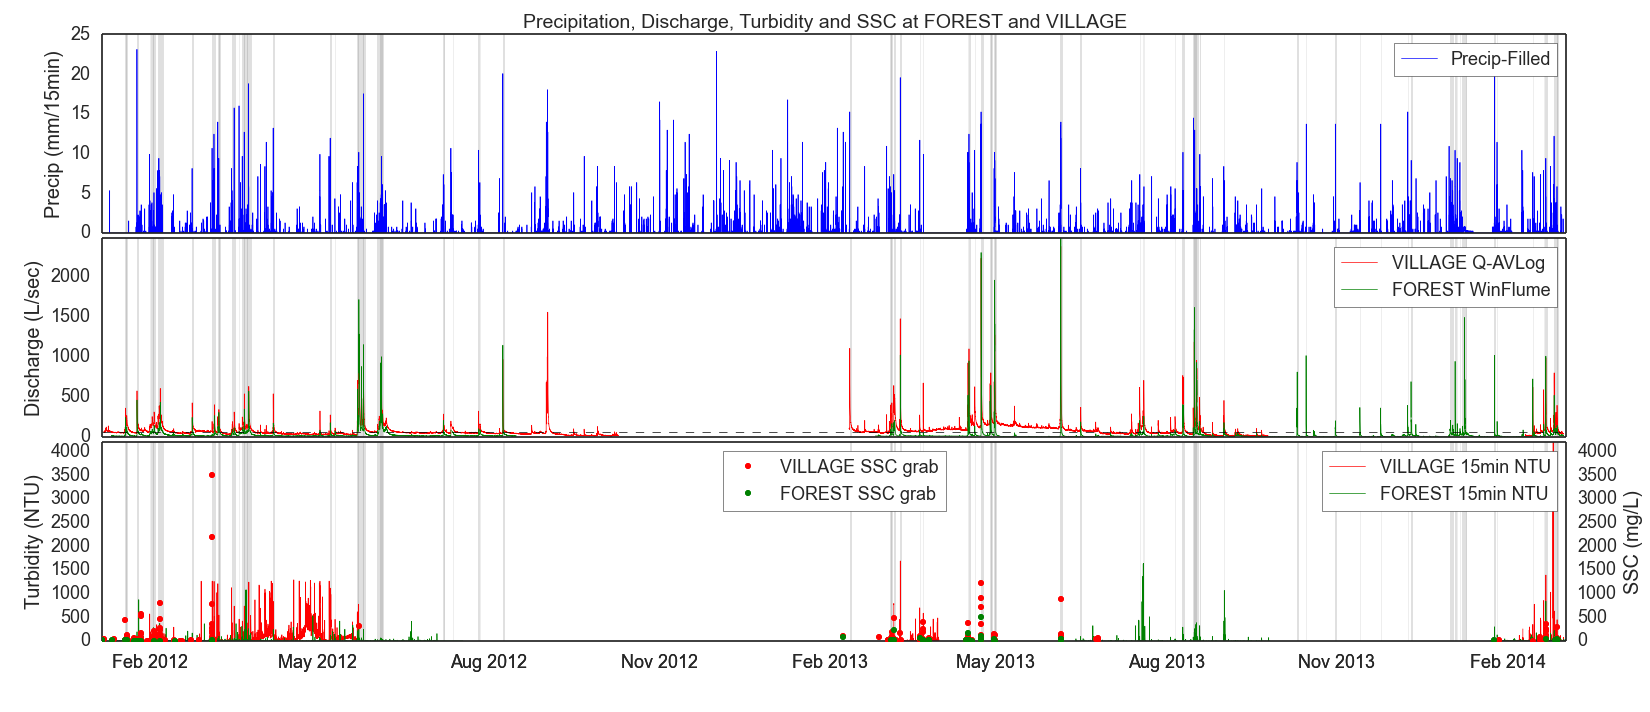 Precipitation, Discharge, Turbidity and SSC at FOREST and VILLAGE
Precip (mm/15min)
25
20
15
10
5
0
Precip-Filled
Discharge (L/sec)
2000
1500
1000
500
0
VILLAGE Q-AVLog
FOREST WinFlume
Turbidity (NTU)
4000
3500
3000
2500
2000
1500
1000
500
0
VILLAGE SSC grab
FOREST SSC grab
VILLAGE 15min NTU
FOREST 15min NTU
4000
3500
3000
2500
2000
1500
1000
500
0
SSC (mg/L)
Feb 2012 May 2012 Aug 2012 Nov 2012 Feb 2013 May 2013 Aug 2013 Nov 2013 Feb 2014